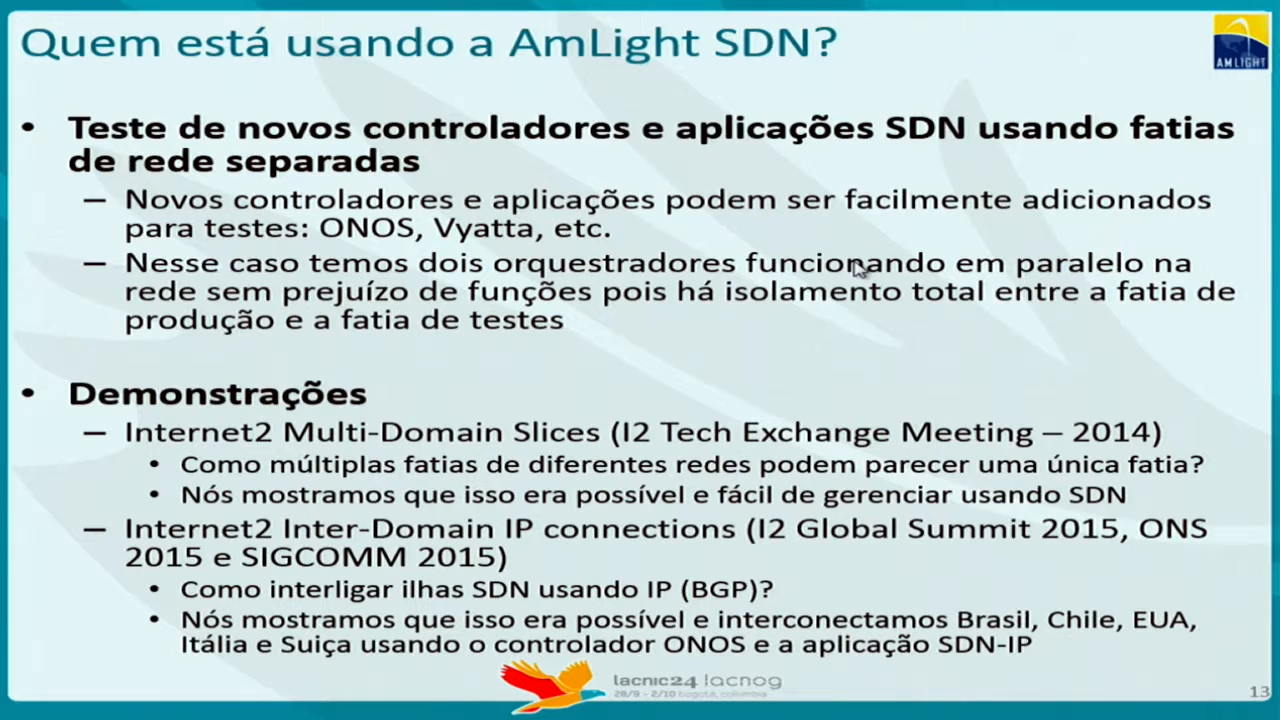 Quem está usando a AmLight SDN?
AMLIGHT
• Teste de novos controladores e aplicações SDN usando fatias
de rede separadas
– Novos controladores e aplicações podem ser facilmente adicionados
para testes: ONOS, Vyatta, etc.
– Nesse caso temos dois orquestradores funcionando em paralelo na
rede sem prejuízo de funções pois há isolamento total entre a fatia de
produção e a fatia de testes
• Demonstrações
– Internet2 Multi-Domain Slices (I2 Tech Exchange Meeting – 2014)
• Como múltiplas fatias de diferentes redes podem parecer uma única fatia?
• Nós mostramos que isso era possível e fácil de gerenciar usando SDN
– Internet2 Inter-Domain IP connections (I2 Global Summit 2015, ONS
2015 e SIGCOMM 2015)
• Como interligar ilhas SDN usando IP (BGP)?
• Nós mostramos que isso era possível e interconectamos Brasil, Chile, EUA,
Itália e Suiça usando o controlador ONOS e a aplicação SDN-IP
lacnic24 lacnog
28/9 - 2/10 bogotá, colombia
13